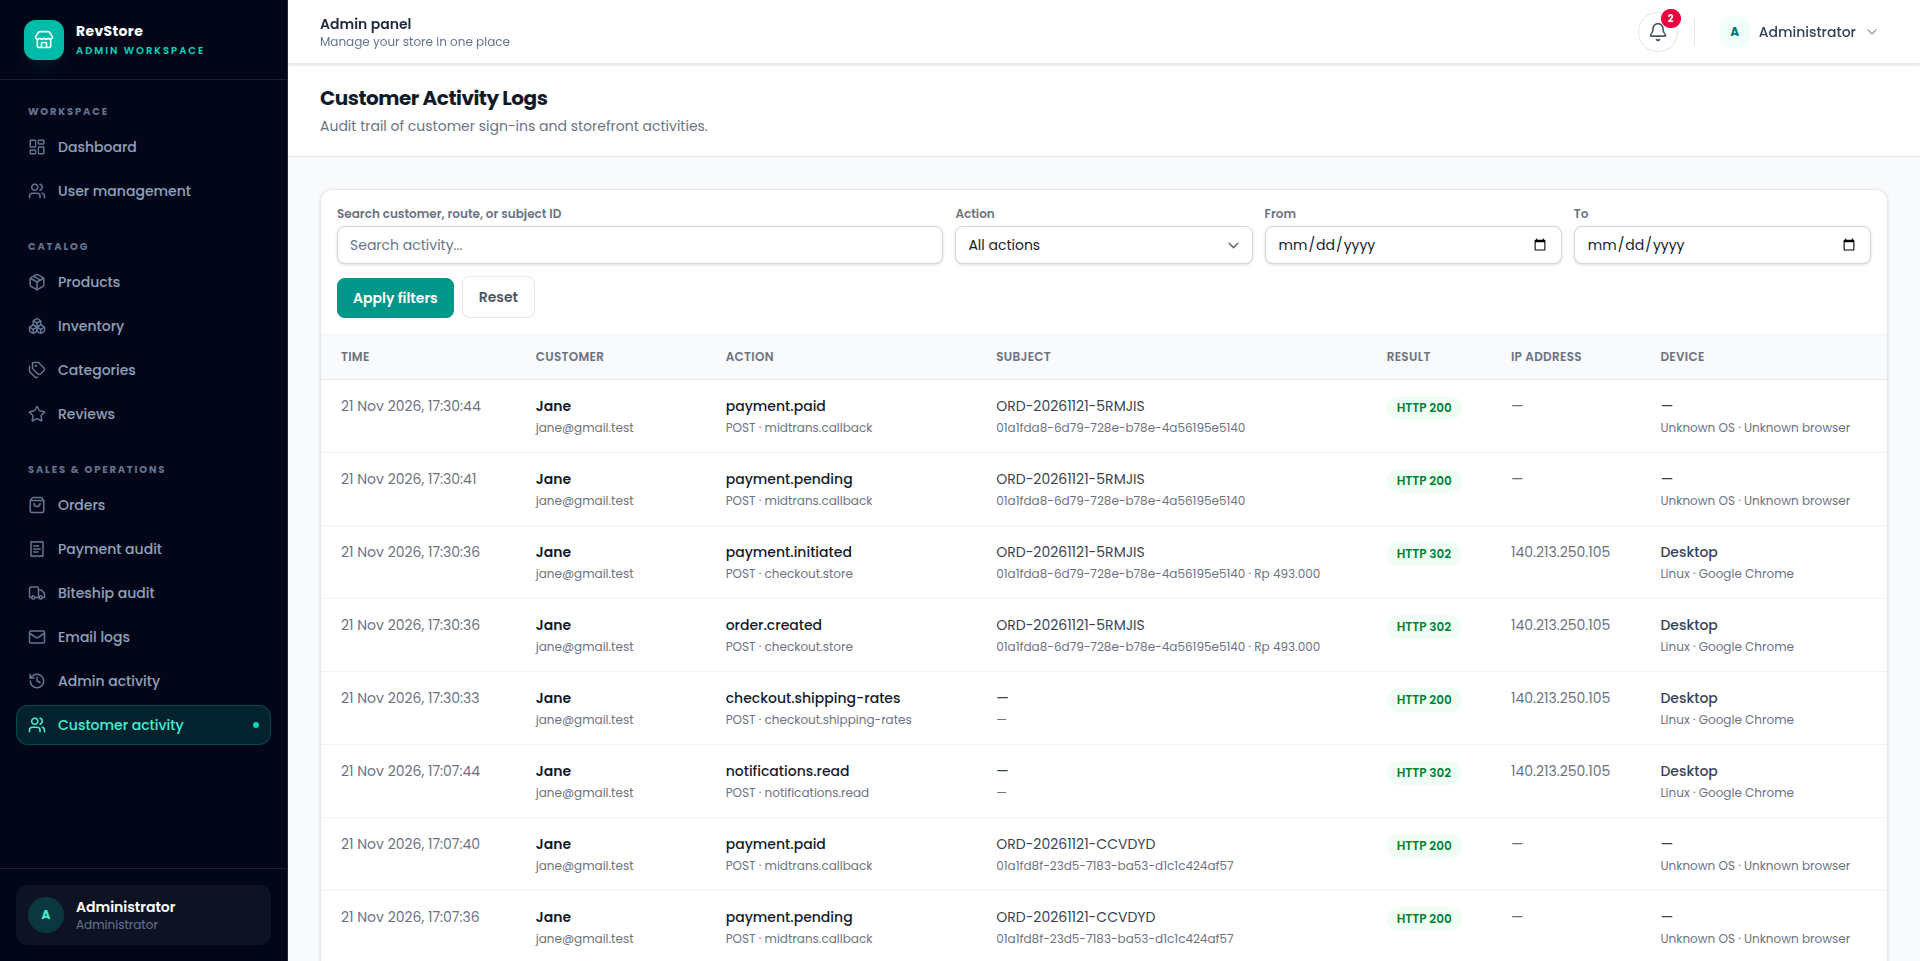 RevStore
ADMIN WORKSPACE
WORKSPACE
Dashboard
User management
CATALOG
Products
Inventory
Categories
Reviews
SALES & OPERATIONS
Orders
Payment audit
Biteship audit
Email logs
Admin activity
Customer activity
A
Administrator
Administrator
Admin panel
Manage your store in one place
2
A
Administrator
Customer Activity Logs
Audit trail of customer sign-ins and storefront activities.
Search customer, route, or subject ID
Action
From
To
Search activity...
All actions
mm/dd/yyyy
mm/dd/yyyy
Apply filters
Reset
TIME CUSTOMER ACTION SUBJECT RESULT IP ADDRESS DEVICE
21 Nov 2026, 17:30:44 Jane payment.paid ORD-20261121-5RMJIS HTTP 200 — —
jane@gmail.test POST · midtrans.callback 01a1fda8-6d79-728e-b78e-4a56195e5140 Unknown OS · Unknown browser
21 Nov 2026, 17:30:41 Jane payment.pending ORD-20261121-5RMJIS HTTP 200 — —
jane@gmail.test POST · midtrans.callback 01a1fda8-6d79-728e-b78e-4a56195e5140 Unknown OS · Unknown browser
21 Nov 2026, 17:30:36 Jane payment.initiated ORD-20261121-5RMJIS HTTP 302 140.213.250.105 Desktop
jane@gmail.test POST · checkout.store 01a1fda8-6d79-728e-b78e-4a56195e5140 · Rp 493.000 Linux · Google Chrome
21 Nov 2026, 17:30:36 Jane order.created ORD-20261121-5RMJIS HTTP 302 140.213.250.105 Desktop
jane@gmail.test POST · checkout.store 01a1fda8-6d79-728e-b78e-4a56195e5140 · Rp 493.000 Linux · Google Chrome
21 Nov 2026, 17:30:33 Jane checkout.shipping-rates — HTTP 200 140.213.250.105 Desktop
jane@gmail.test POST · checkout.shipping-rates — Linux · Google Chrome
21 Nov 2026, 17:07:44 Jane notifications.read — HTTP 302 140.213.250.105 Desktop
jane@gmail.test POST · notifications.read — Linux · Google Chrome
21 Nov 2026, 17:07:40 Jane payment.paid ORD-20261121-CCVDYD HTTP 200 — —
jane@gmail.test POST · midtrans.callback 01a1fd8f-23d5-7183-ba53-d1c1c424af57 Unknown OS · Unknown browser
21 Nov 2026, 17:07:36 Jane payment.pending ORD-20261121-CCVDYD HTTP 200 — —
jane@gmail.test POST · midtrans.callback 01a1fd8f-23d5-7183-ba53-d1c1c424af57 Unknown OS · Unknown browser